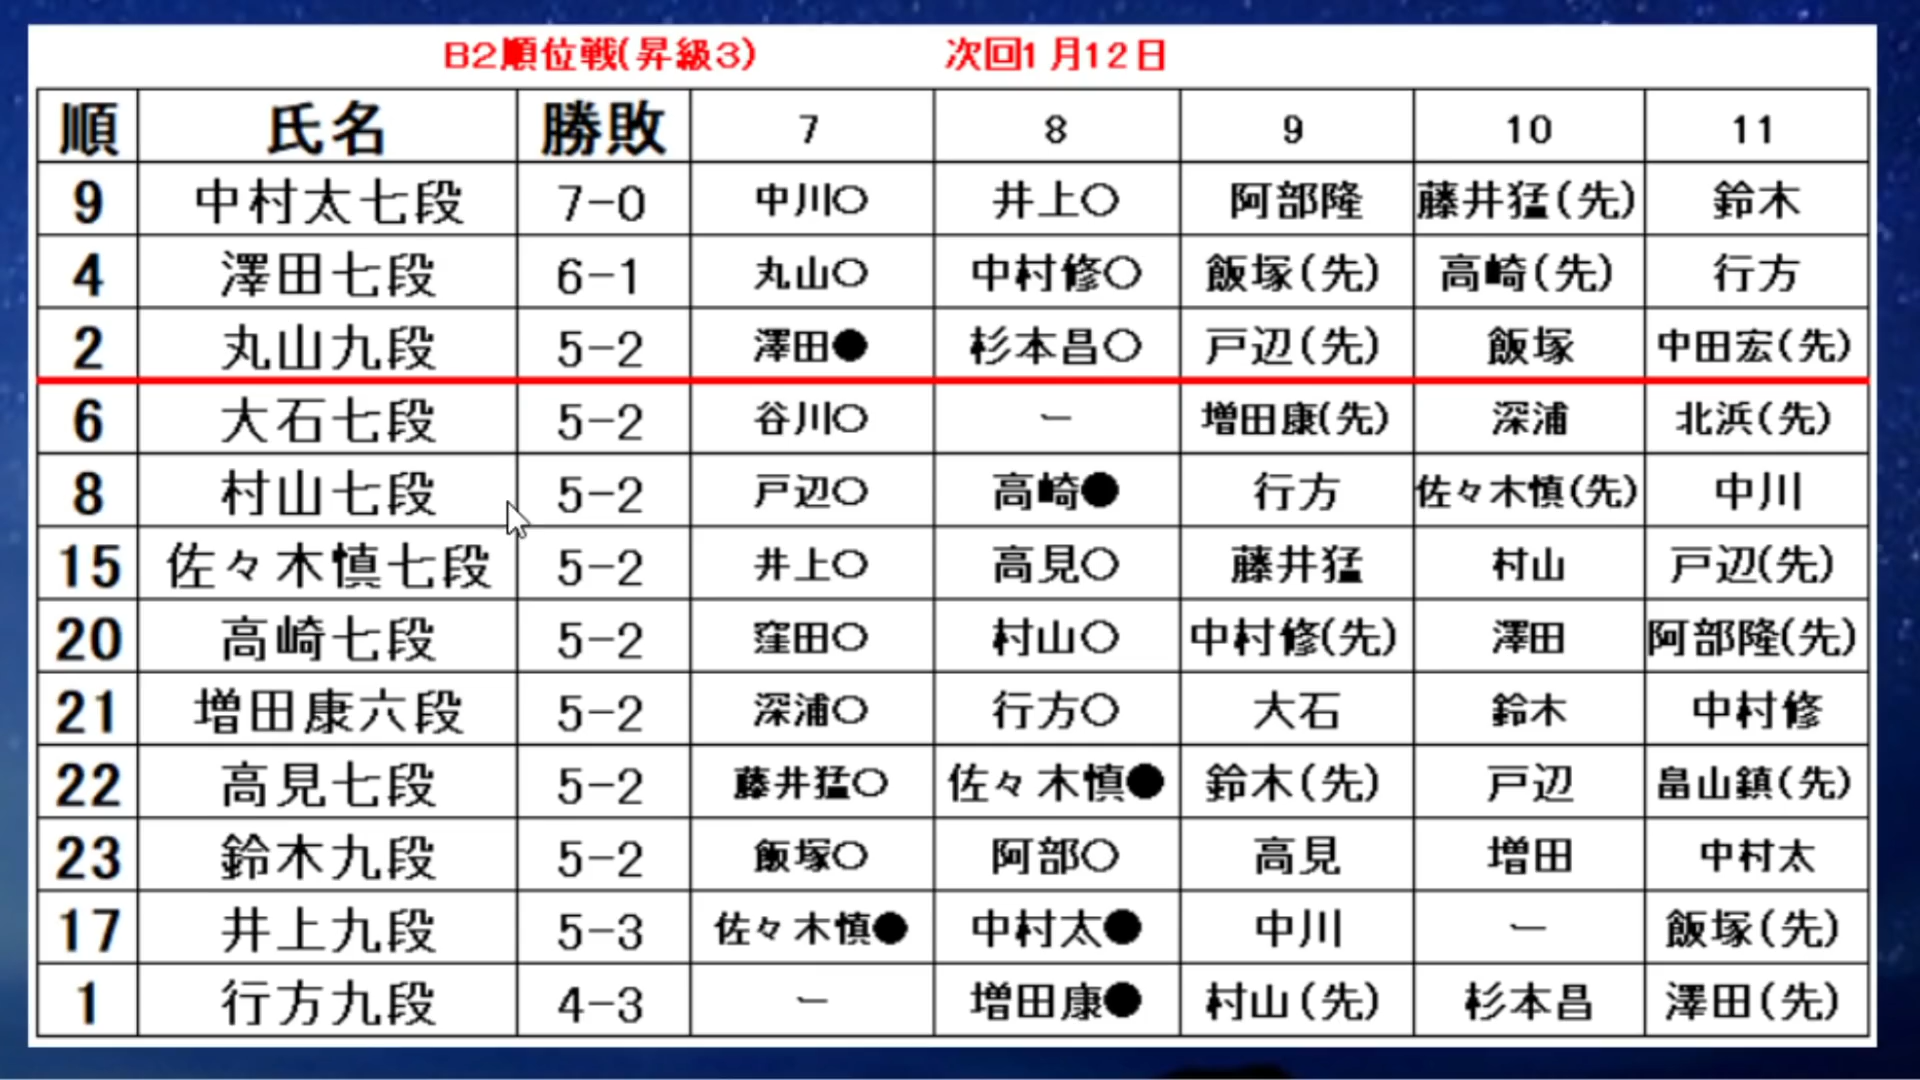 B2順位戦(昇級3) 次回1月12日
順 氏名 勝敗 7 8 9 10 11
9 中村太七段 7-0 中川○ 井上○ 阿部隆 藤井猛(先) 鈴木
4 澤田七段 6-1 丸山○ 中村修○ 飯塚(先) 高崎(先) 行方
2 丸山九段 5-2 澤田● 杉本昌○ 戸辺(先) 飯塚 中田宏(先)
6 大石七段 5-2 谷川○ ー 増田康(先) 深浦 北浜(先)
8 村山七段 5-2 戸辺○ 高崎● 行方 佐々木慎(先) 中川
15 佐々木慎七段 5-2 井上○ 高見○ 藤井猛 村山 戸辺(先)
20 高崎七段 5-2 窪田○ 村山○ 中村修(先) 澤田 阿部隆(先)
21 増田康六段 5-2 深浦○ 行方○ 大石 鈴木 中村修
22 高見七段 5-2 藤井猛○ 佐々木慎● 鈴木(先) 戸辺 畠山鎮(先)
23 鈴木九段 5-2 飯塚○ 阿部○ 高見 増田 中村太
17 井上九段 5-3 佐々木慎● 中村太● 中川 ー 飯塚(先)
1 行方九段 4-3 ー 増田康● 村山(先) 杉本昌 澤田(先)